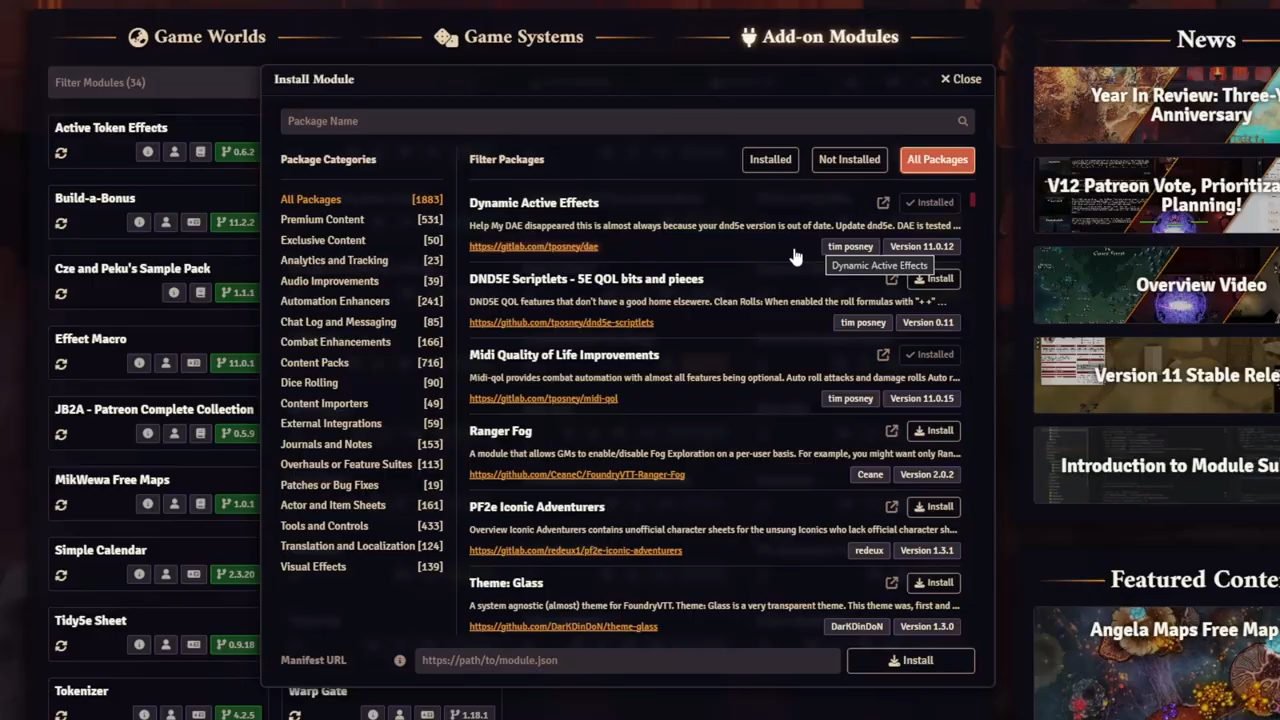 Game Worlds
Game Systems
Add-on Modules
News
Filter Modules (34)
Active Token Effects
0.6.2
Build-a-Bonus
11.2.2
Cze and Peku's Sample Pack
1.1.1
Effect Macro
11.0.1
JB2A - Patreon Complete Collection
0.5.9
MikWewa Free Maps
1.0.1
Simple Calendar
2.3.20
Tidy5e Sheet
0.9.18
Tokenizer
4.2.5
Warp Gate
1.18.1
Install Module
Close
Package Name
Package Categories
All Packages [1883]
Premium Content [531]
Exclusive Content [50]
Analytics and Tracking [23]
Audio Improvements [39]
Automation Enhancers [241]
Chat Log and Messaging [85]
Combat Enhancements [166]
Content Packs [716]
Dice Rolling [90]
Content Importers [49]
External Integrations [59]
Journals and Notes [153]
Overhauls or Feature Suites [113]
Patches or Bug Fixes [19]
Actor and Item Sheets [161]
Tools and Controls [433]
Translation and Localization [124]
Visual Effects [139]
Filter Packages
Installed
Not Installed
All Packages
Dynamic Active Effects
Installed
Help My DAE disappeared this is almost always because your dnd5e version is out of date. Update dnd5e. DAE is tested ...
https://gitlab.com/tposney/dae
tim posney
Version 11.0.12
Dynamic Active Effects
DND5E Scriptlets - 5E QOL bits and pieces
Install
DND5E QOL features that don't have a good home elsewere. Clean Rolls: When enabled the roll formulas with "+ +" ...
https://github.com/tposney/dnd5e-scriptlets
tim posney
Version 0.11
Midi Quality of Life Improvements
Installed
Midi-qol provides combat automation with almost all features being optional. Auto roll attacks and damage rolls Auto r...
https://gitlab.com/tposney/midi-qol
tim posney
Version 11.0.15
Ranger Fog
Install
A module that allows GMs to enable/disable Fog Exploration on a per-user basis. For example, you might want only Ran...
https://github.com/CeaneC/FoundryVTT-Ranger-Fog
Ceane
Version 2.0.2
PF2e Iconic Adventurers
Install
Overview Iconic Adventurers contains unofficial character sheets for the unsung Iconics who lack official character sh...
https://gitlab.com/redeux1/pf2e-iconic-adventurers
redeux
Version 1.3.1
Theme: Glass
Install
A system agnostic (almost) theme for FoundryVTT. Theme: Glass is a very transparent theme. This theme was, first and ...
https://github.com/DarKDinDoN/theme-glass
DarKDinDoN
Version 1.3.0
Manifest URL
https://path/to/module.json
Install
Year In Review: Three-Y
Anniversary
V12 Patreon Vote, Prioritiza
Planning!
Overview Video
Version 11 Stable Rele
Introduction to Module Su
Featured Conte
Angela Maps Free Map